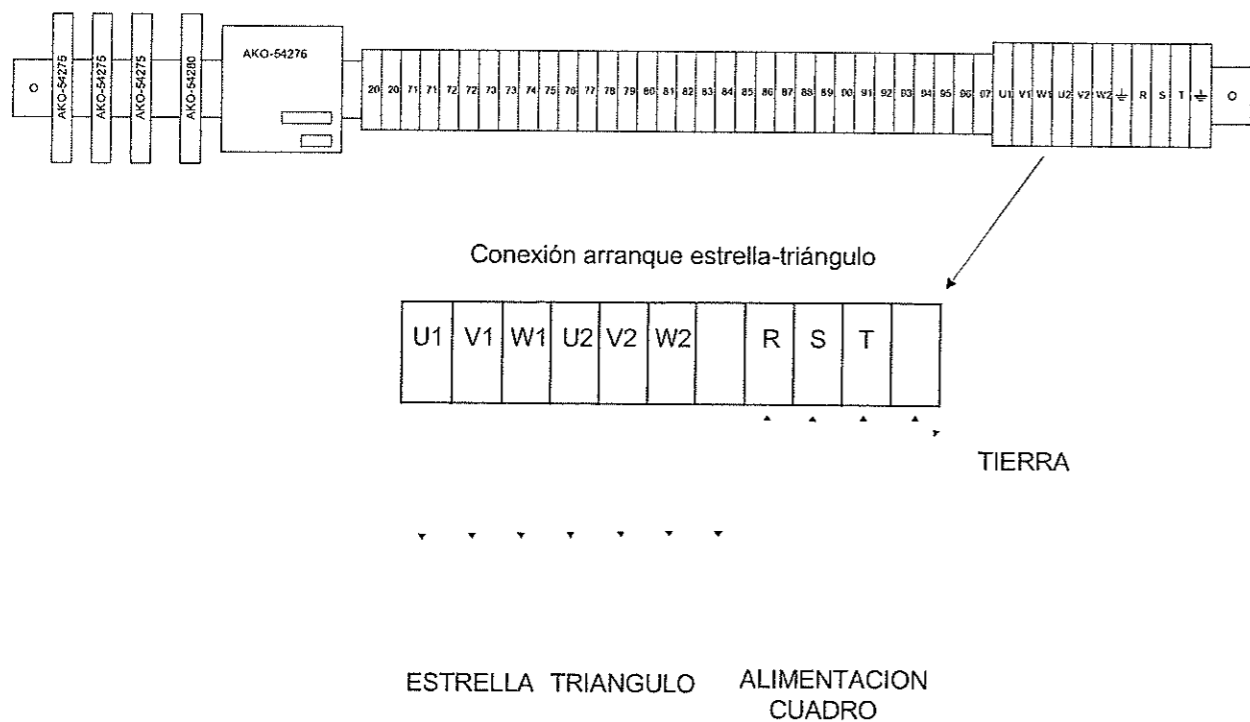 AKO-54275
AKO-54275
AKO-54275
AKO-54280
AKO-54276
20 20 71 71 72 72 73 73 74 75 76 77 78 79 80 81 82 83 84 85 86 87 88 89 90 91 92 93 94 95 96 97 U1 V1 W1 U2 V2 W2 R S T
Conexión arranque estrella-triángulo
U1 V1 W1 U2 V2 W2 R S T
TIERRA
ESTRELLA TRIANGULO ALIMENTACION
CUADRO